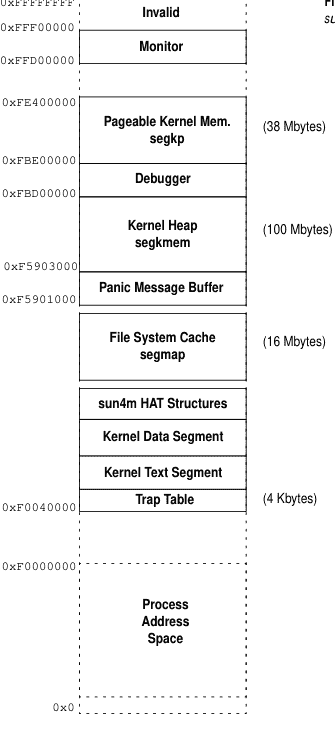 0xFFFFFFFF
Invalid
0xFFF00000
Monitor
0xFFD00000
0xFE400000
Pageable Kernel Mem.
segkp
(38 Mbytes)
0xFBE00000
Debugger
0xFBD00000
Kernel Heap
segkmem
(100 Mbytes)
0xF5903000
Panic Message Buffer
0xF5901000
File System Cache
segmap
(16 Mbytes)
sun4m HAT Structures
Kernel Data Segment
Kernel Text Segment
Trap Table
(4 Kbytes)
0xF0040000
0xF0000000
Process
Address
Space
0x0